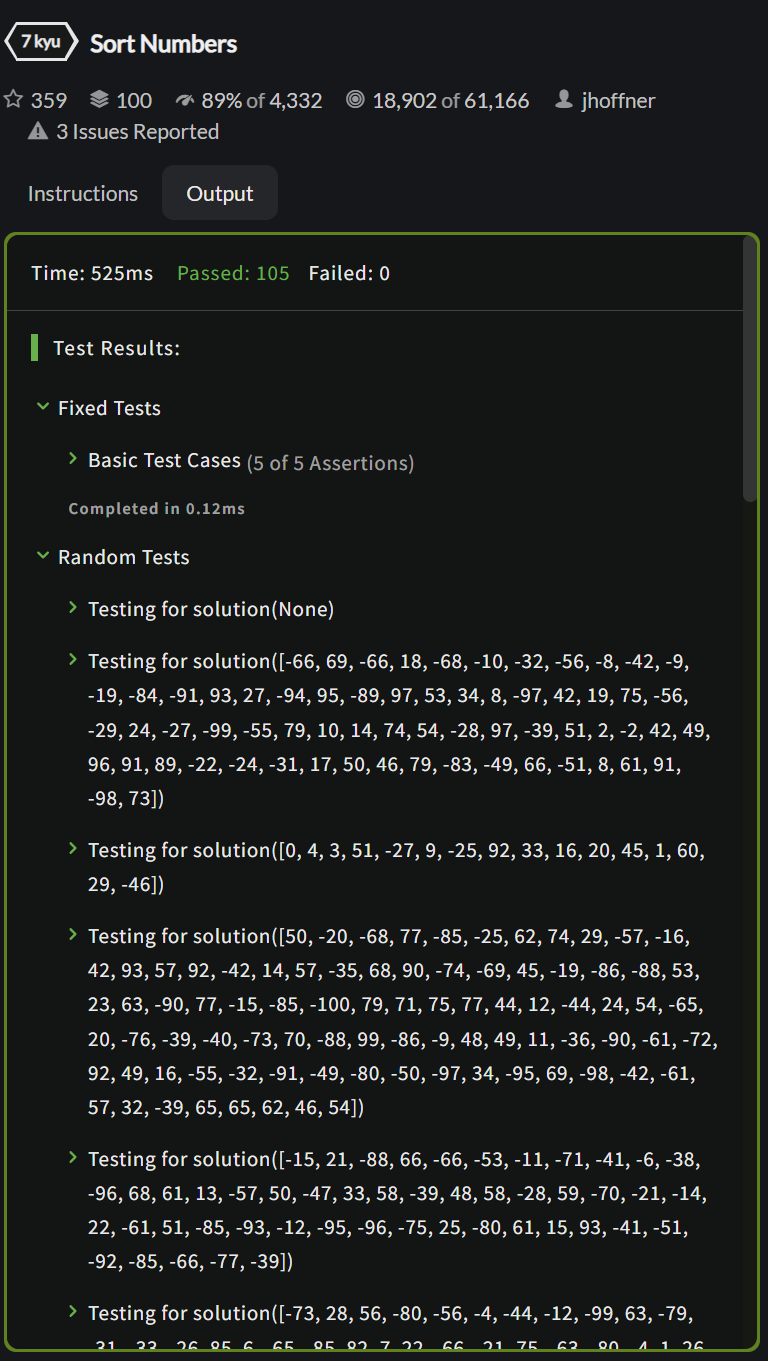 7 kyu Sort Numbers
359 100 89% of 4,332 18,902 of 61,166 jhoffner
3 Issues Reported
Instructions Output
Time: 525ms Passed: 105 Failed: 0
Test Results:
Fixed Tests
Basic Test Cases (5 of 5 Assertions)
Completed in 0.12ms
Random Tests
Testing for solution(None)
Testing for solution([-66, 69, -66, 18, -68, -10, -32, -56, -8, -42, -9,
-19, -84, -91, 93, 27, -94, 95, -89, 97, 53, 34, 8, -97, 42, 19, 75, -56,
-29, 24, -27, -99, -55, 79, 10, 14, 74, 54, -28, 97, -39, 51, 2, -2, 42, 49,
96, 91, 89, -22, -24, -31, 17, 50, 46, 79, -83, -49, 66, -51, 8, 61, 91,
-98, 73])
Testing for solution([0, 4, 3, 51, -27, 9, -25, 92, 33, 16, 20, 45, 1, 60,
29, -46])
Testing for solution([50, -20, -68, 77, -85, -25, 62, 74, 29, -57, -16,
42, 93, 57, 92, -42, 14, 57, -35, 68, 90, -74, -69, 45, -19, -86, -88, 53,
23, 63, -90, 77, -15, -85, -100, 79, 71, 75, 77, 44, 12, -44, 24, 54, -65,
20, -76, -39, -40, -73, 70, -88, 99, -86, -9, 48, 49, 11, -36, -90, -61, -72,
92, 49, 16, -55, -32, -91, -49, -80, -50, -97, 34, -95, 69, -98, -42, -61,
57, 32, -39, 65, 65, 62, 46, 54])
Testing for solution([-15, 21, -88, 66, -66, -53, -11, -71, -41, -6, -38,
-96, 68, 61, 13, -57, 50, -47, 33, 58, -39, 48, 58, -28, 59, -70, -21, -14,
22, -61, 51, -85, -93, -12, -95, -96, -75, 25, -80, 61, 15, 93, -41, -51,
-92, -85, -66, -77, -39])
Testing for solution([-73, 28, 56, -80, -56, -4, -44, -12, -99, 63, -79,